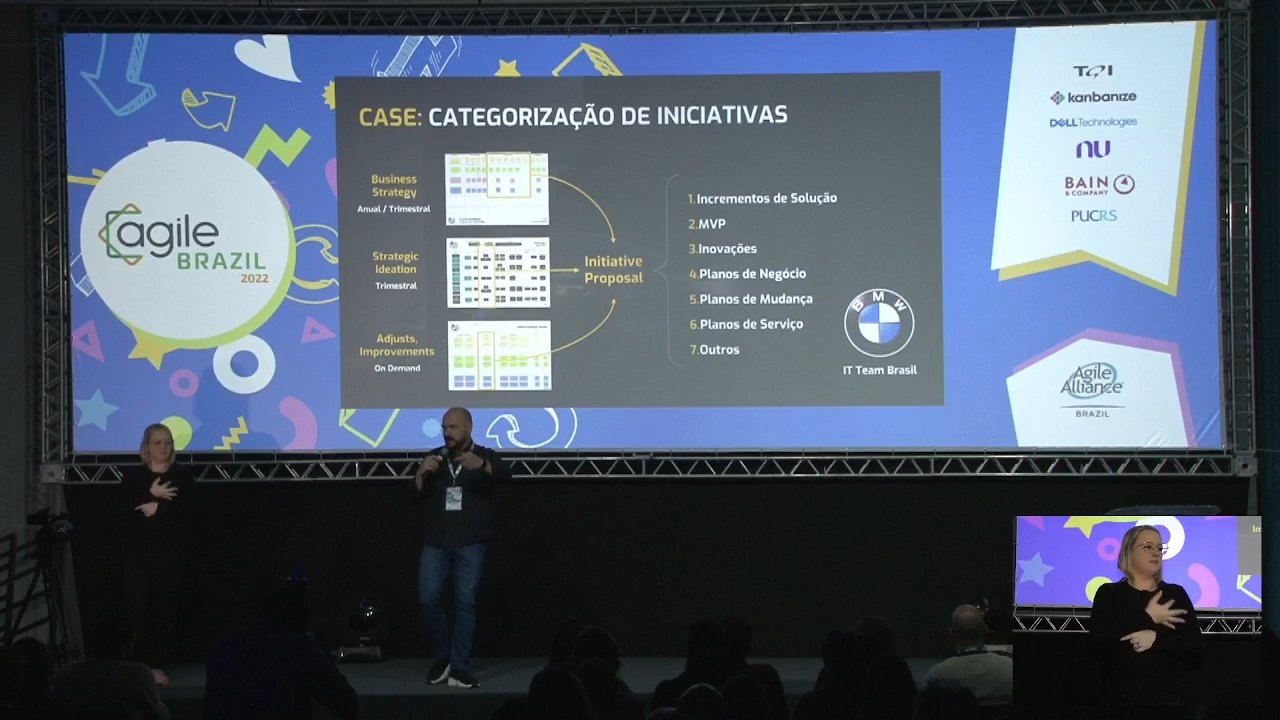 agile
BRAZIL
2022
CASE: CATEGORIZAÇÃO DE INICIATIVAS
Business
Strategy
Anual / Trimestral
Strategic
Ideation
Trimestral
Adjusts,
Improvements
On Demand
Initiative
Proposal
1.Incrementos de Solução
2.MVP
3.Inovações
4.Planos de Negócio
5.Planos de Mudança
6.Planos de Serviço
7.Outros
BMW
IT Team Brasil
kanbanize
DELL Technologies
NU
BAIN
& COMPANY
PUCRS
Agile
Alliance
BRAZIL